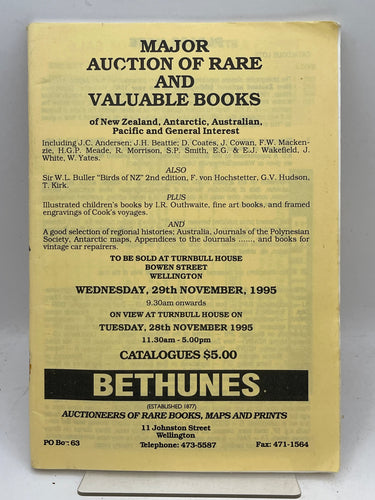 MAJOR
AUCTION OF RARE
AND
VALUABLE BOOKS
of New Zealand, Antarctic, Australian,
Pacific and General Interest
Including J.C. Andersen; J.H. Beattie; D. Coates, J. Cowan, F.W. Macken-
zie, H.G.P. Meade, R. Morrison, S.P. Smith, E.G. & E.J. Wakefield, J.
White, W. Yates.
ALSO
Sir W.L. Buller "Birds of NZ" 2nd edition, F. von Hochstetter, G.V. Hudson,
T. Kirk.
PLUS
Illustrated children's books by I.R. Outhwaite, fine art books, and framed
engravings of Cook's voyages.
AND
A good selection of regional histories; Australia, Journals of the Polynesian
Society, Antarctic maps, Appendices to the Journals ......, and books for
vintage car repairers.
TO BE SOLD AT TURNBULL HOUSE
BOWEN STREET
WELLINGTON
WEDNESDAY, 29th NOVEMBER, 1995
9.30am onwards
ON VIEW AT TURNBULL HOUSE ON
TUESDAY, 28th NOVEMBER 1995
11.30am - 5.00pm
CATALOGUES $5.00
BETHUNES
(ESTABLISHED 1877)
AUCTIONEERS OF RARE BOOKS, MAPS AND PRINTS
11 Johnston Street
Wellington
PO Box 63 Telephone: 473-5587 Fax: 471-1564